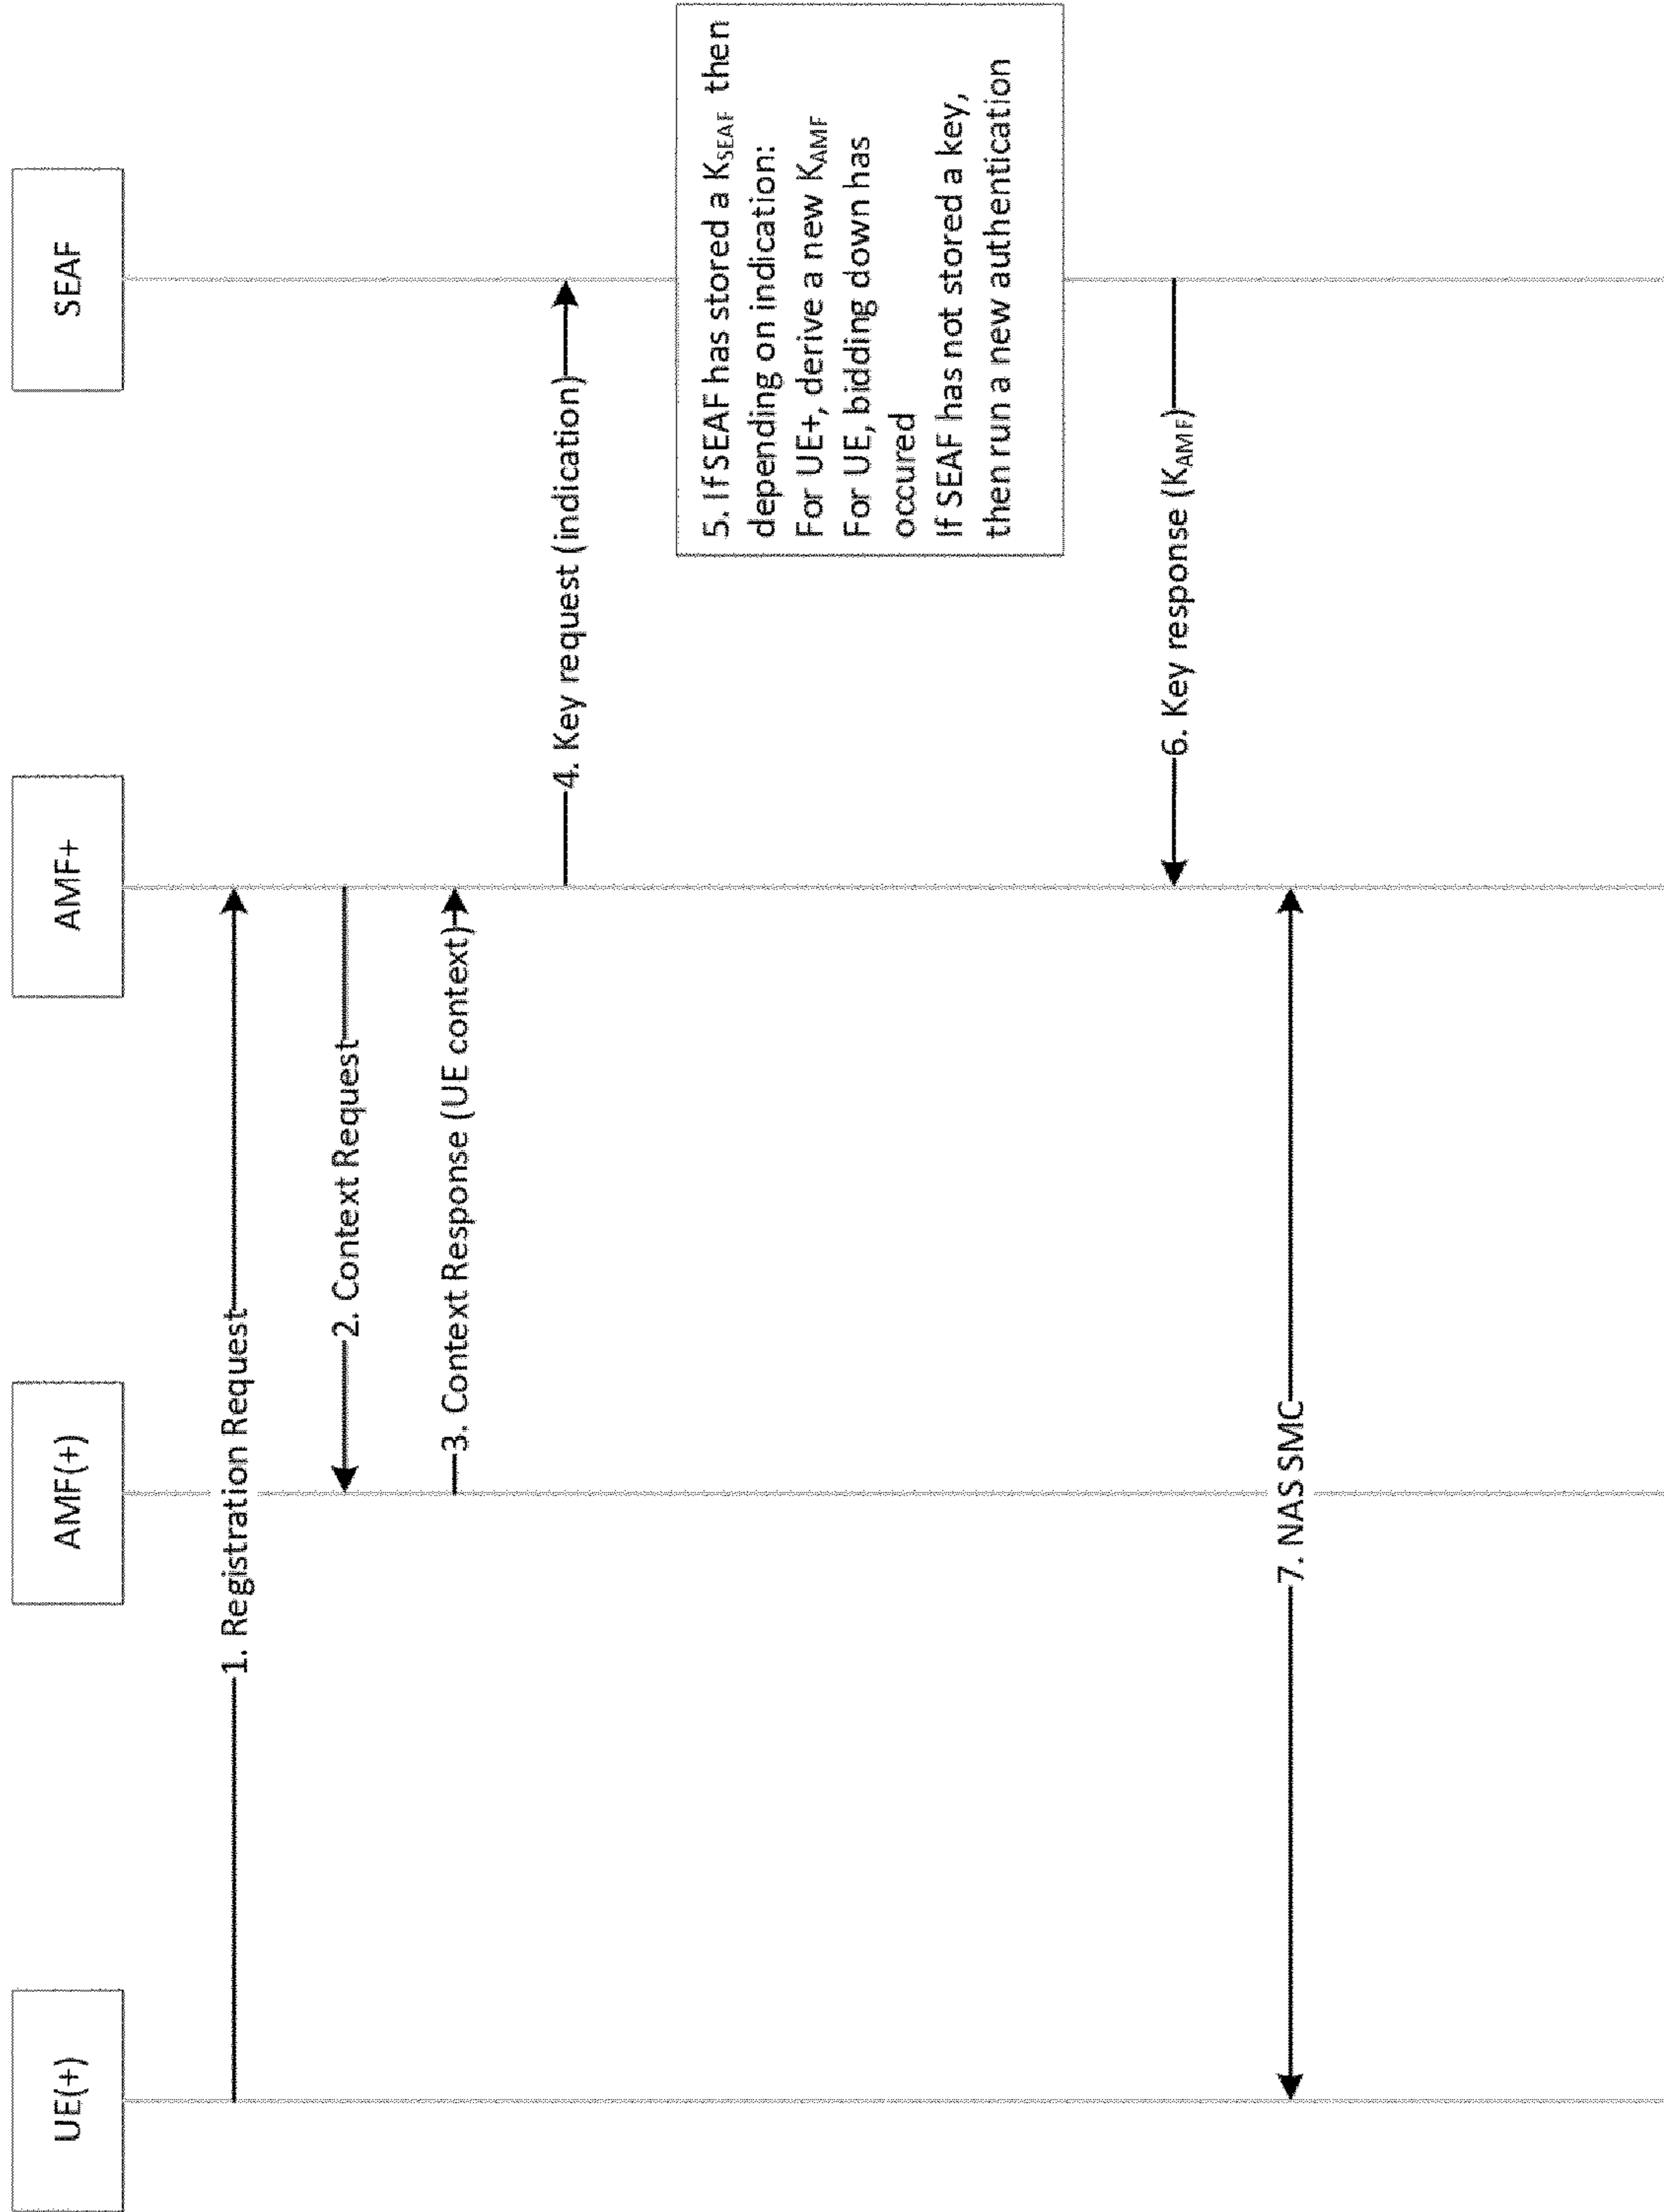 UE(+)
AMF(+)
AMF+
SEAF
1. Registration Request
2. Context Request
3. Context Response (UE context)
4. Key request (indication)
5. If SEAF has stored a KSEAF then
depending on indication:
For UE+, derive a new KAMF
For UE, bidding down has
occured
If SEAF has not stored a key,
then run a new authentication
6. Key response (KAMF)
7. NAS SMC